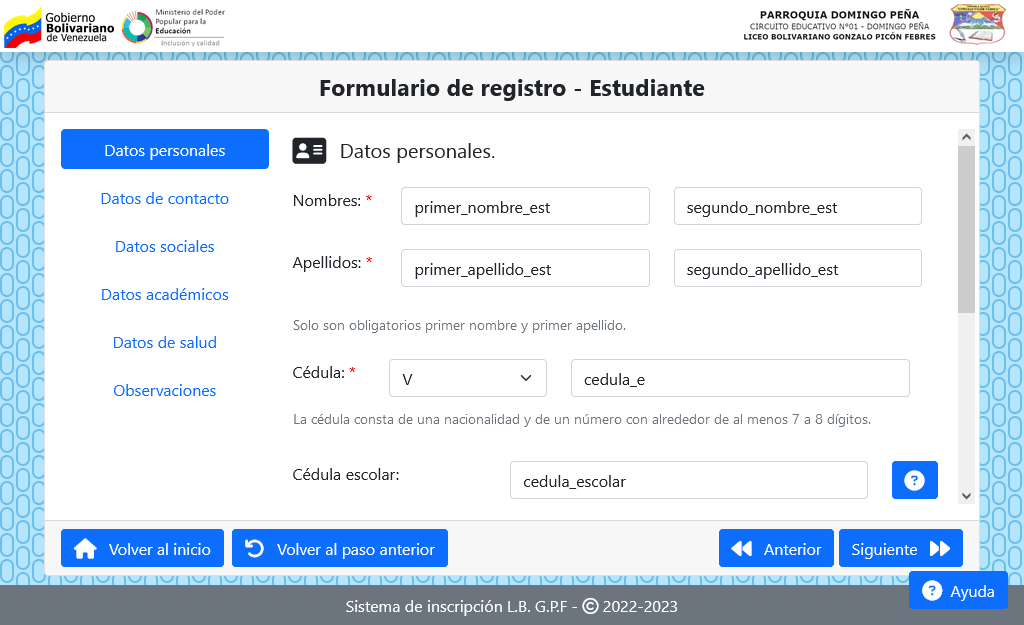 Gobierno
Bolivariano
de Venezuela
Ministerio del Poder
Popular para la
Educación
Inclusión y calidad
PARROQUIA DOMINGO PEÑA
CIRCUITO EDUCATIVO N°01 - DOMINGO PEÑA
LICEO BOLIVARIANO GONZALO PICÓN FEBRES
Formulario de registro - Estudiante
Datos personales
Datos de contacto
Datos sociales
Datos académicos
Datos de salud
Observaciones
Datos personales.
Nombres: * primer_nombre_est segundo_nombre_est
Apellidos: * primer_apellido_est segundo_apellido_est
Solo son obligatorios primer nombre y primer apellido.
Cédula: * V cedula_e
La cédula consta de una nacionalidad y de un número con alrededor de al menos 7 a 8 dígitos.
Cédula escolar: cedula_escolar ?
Volver al inicio Volver al paso anterior Anterior Siguiente
? Ayuda
Sistema de inscripción L.B. G.P.F - © 2022-2023